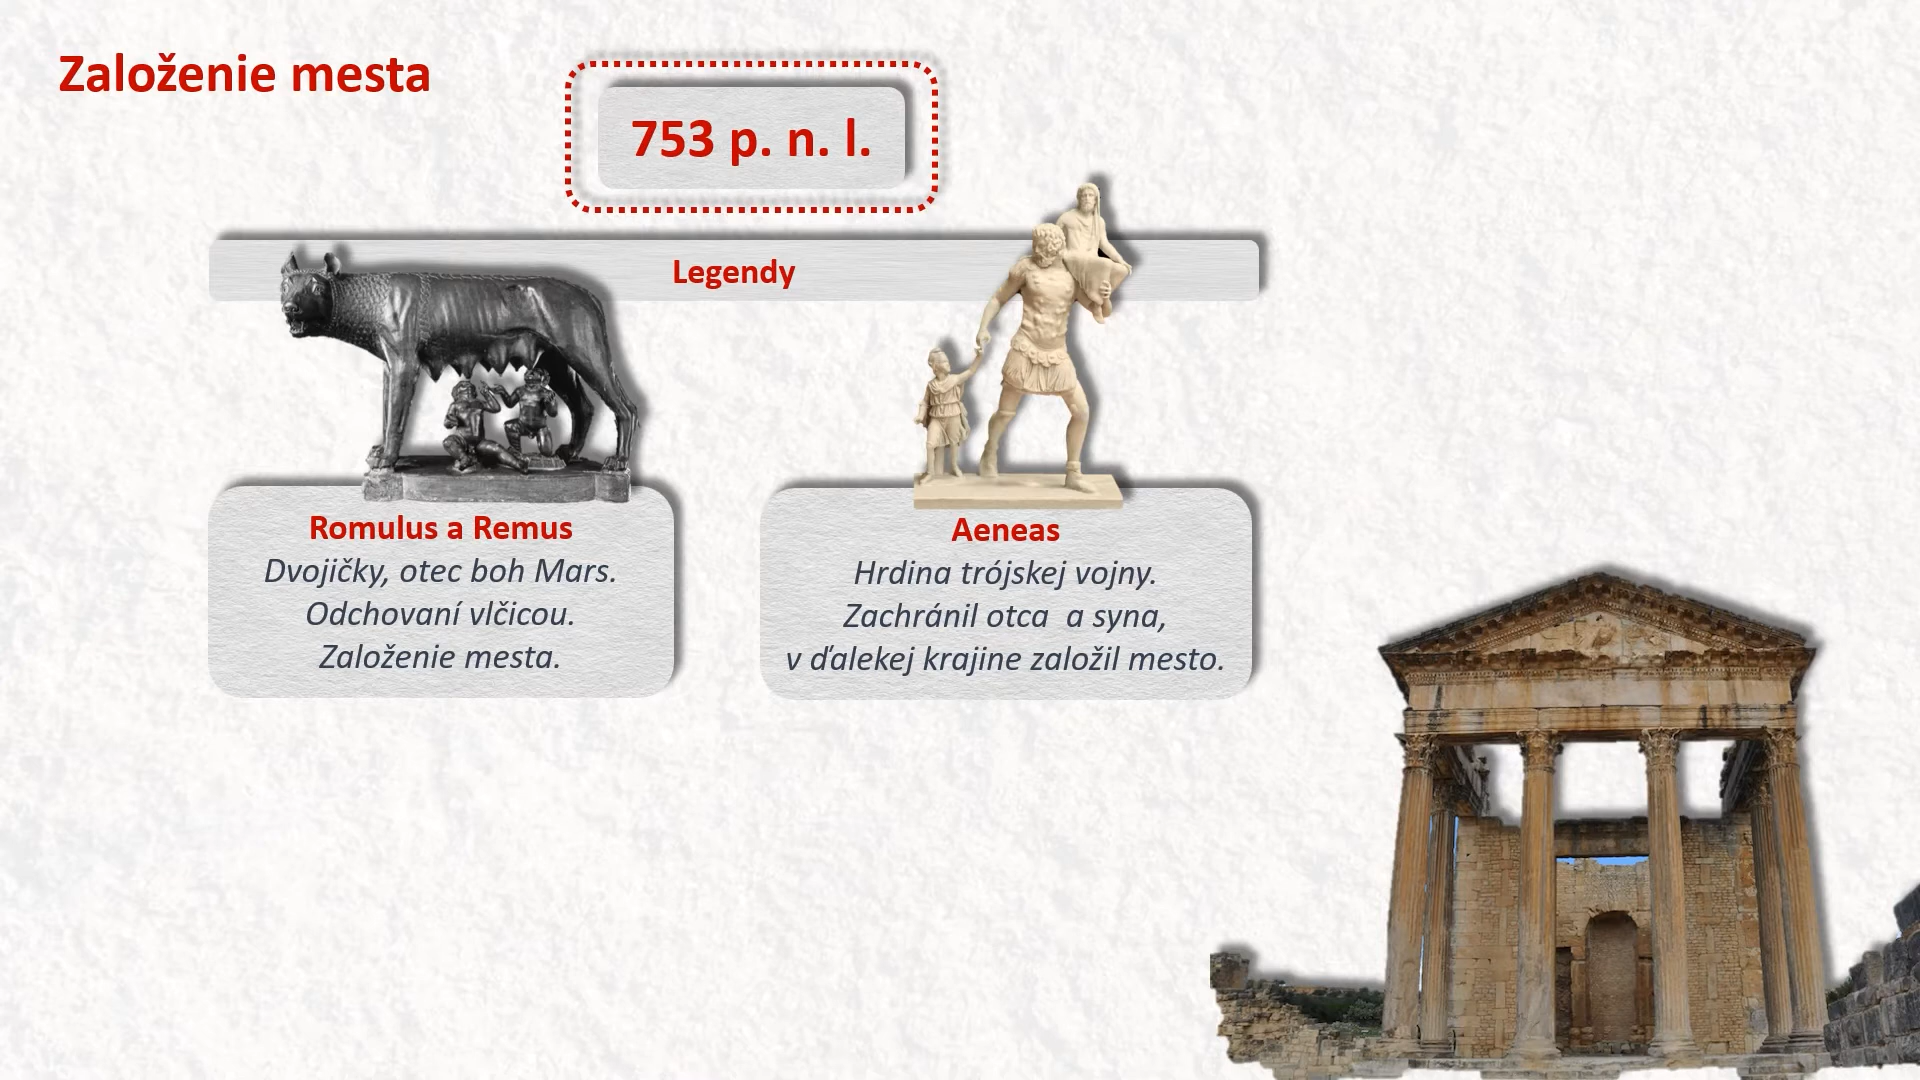 Založenie mesta
753 p. n. l.
Legendy
Romulus a Remus
Dvojičky, otec boh Mars.
Odchovaní vlčicou.
Založenie mesta.
Aeneas
Hrdina trójskej vojny.
Zachránil otca  a syna,
v ďalekej krajine založil mesto.